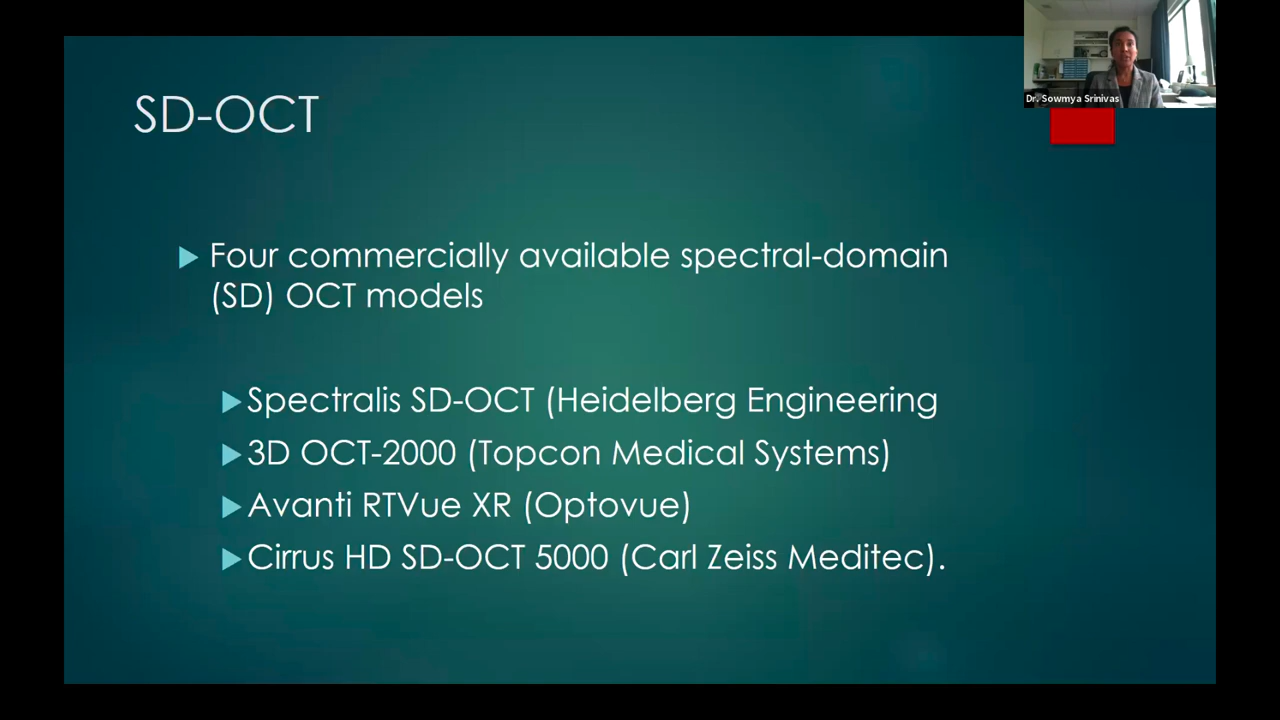 Dr. Sowmya Srinivas
SD-OCT
Four commercially available spectral-domain
(SD) OCT models
Spectralis SD-OCT (Heidelberg Engineering
3D OCT-2000 (Topcon Medical Systems)
Avanti RTVue XR (Optovue)
Cirrus HD SD-OCT 5000 (Carl Zeiss Meditec).